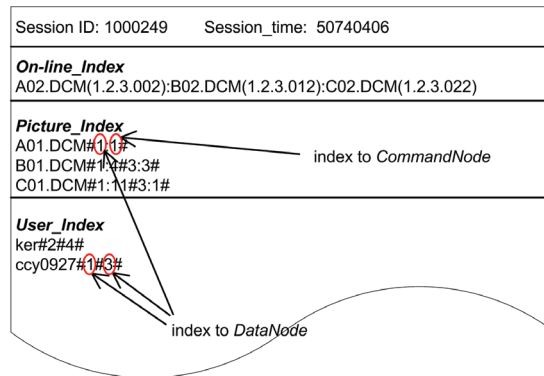 Session ID: 1000249 Session_time: 50740406
On-line_Index
A02.DCM(1.2.3.002):B02.DCM(1.2.3.012):C02.DCM(1.2.3.022)
Picture_Index
A01.DCM#1:1#
index to CommandNode
B01.DCM#1:4#3:3#
C01.DCM#1:11#3:1#
User_Index
ker#2#4#
ccy0927#1#3#
index to DataNode